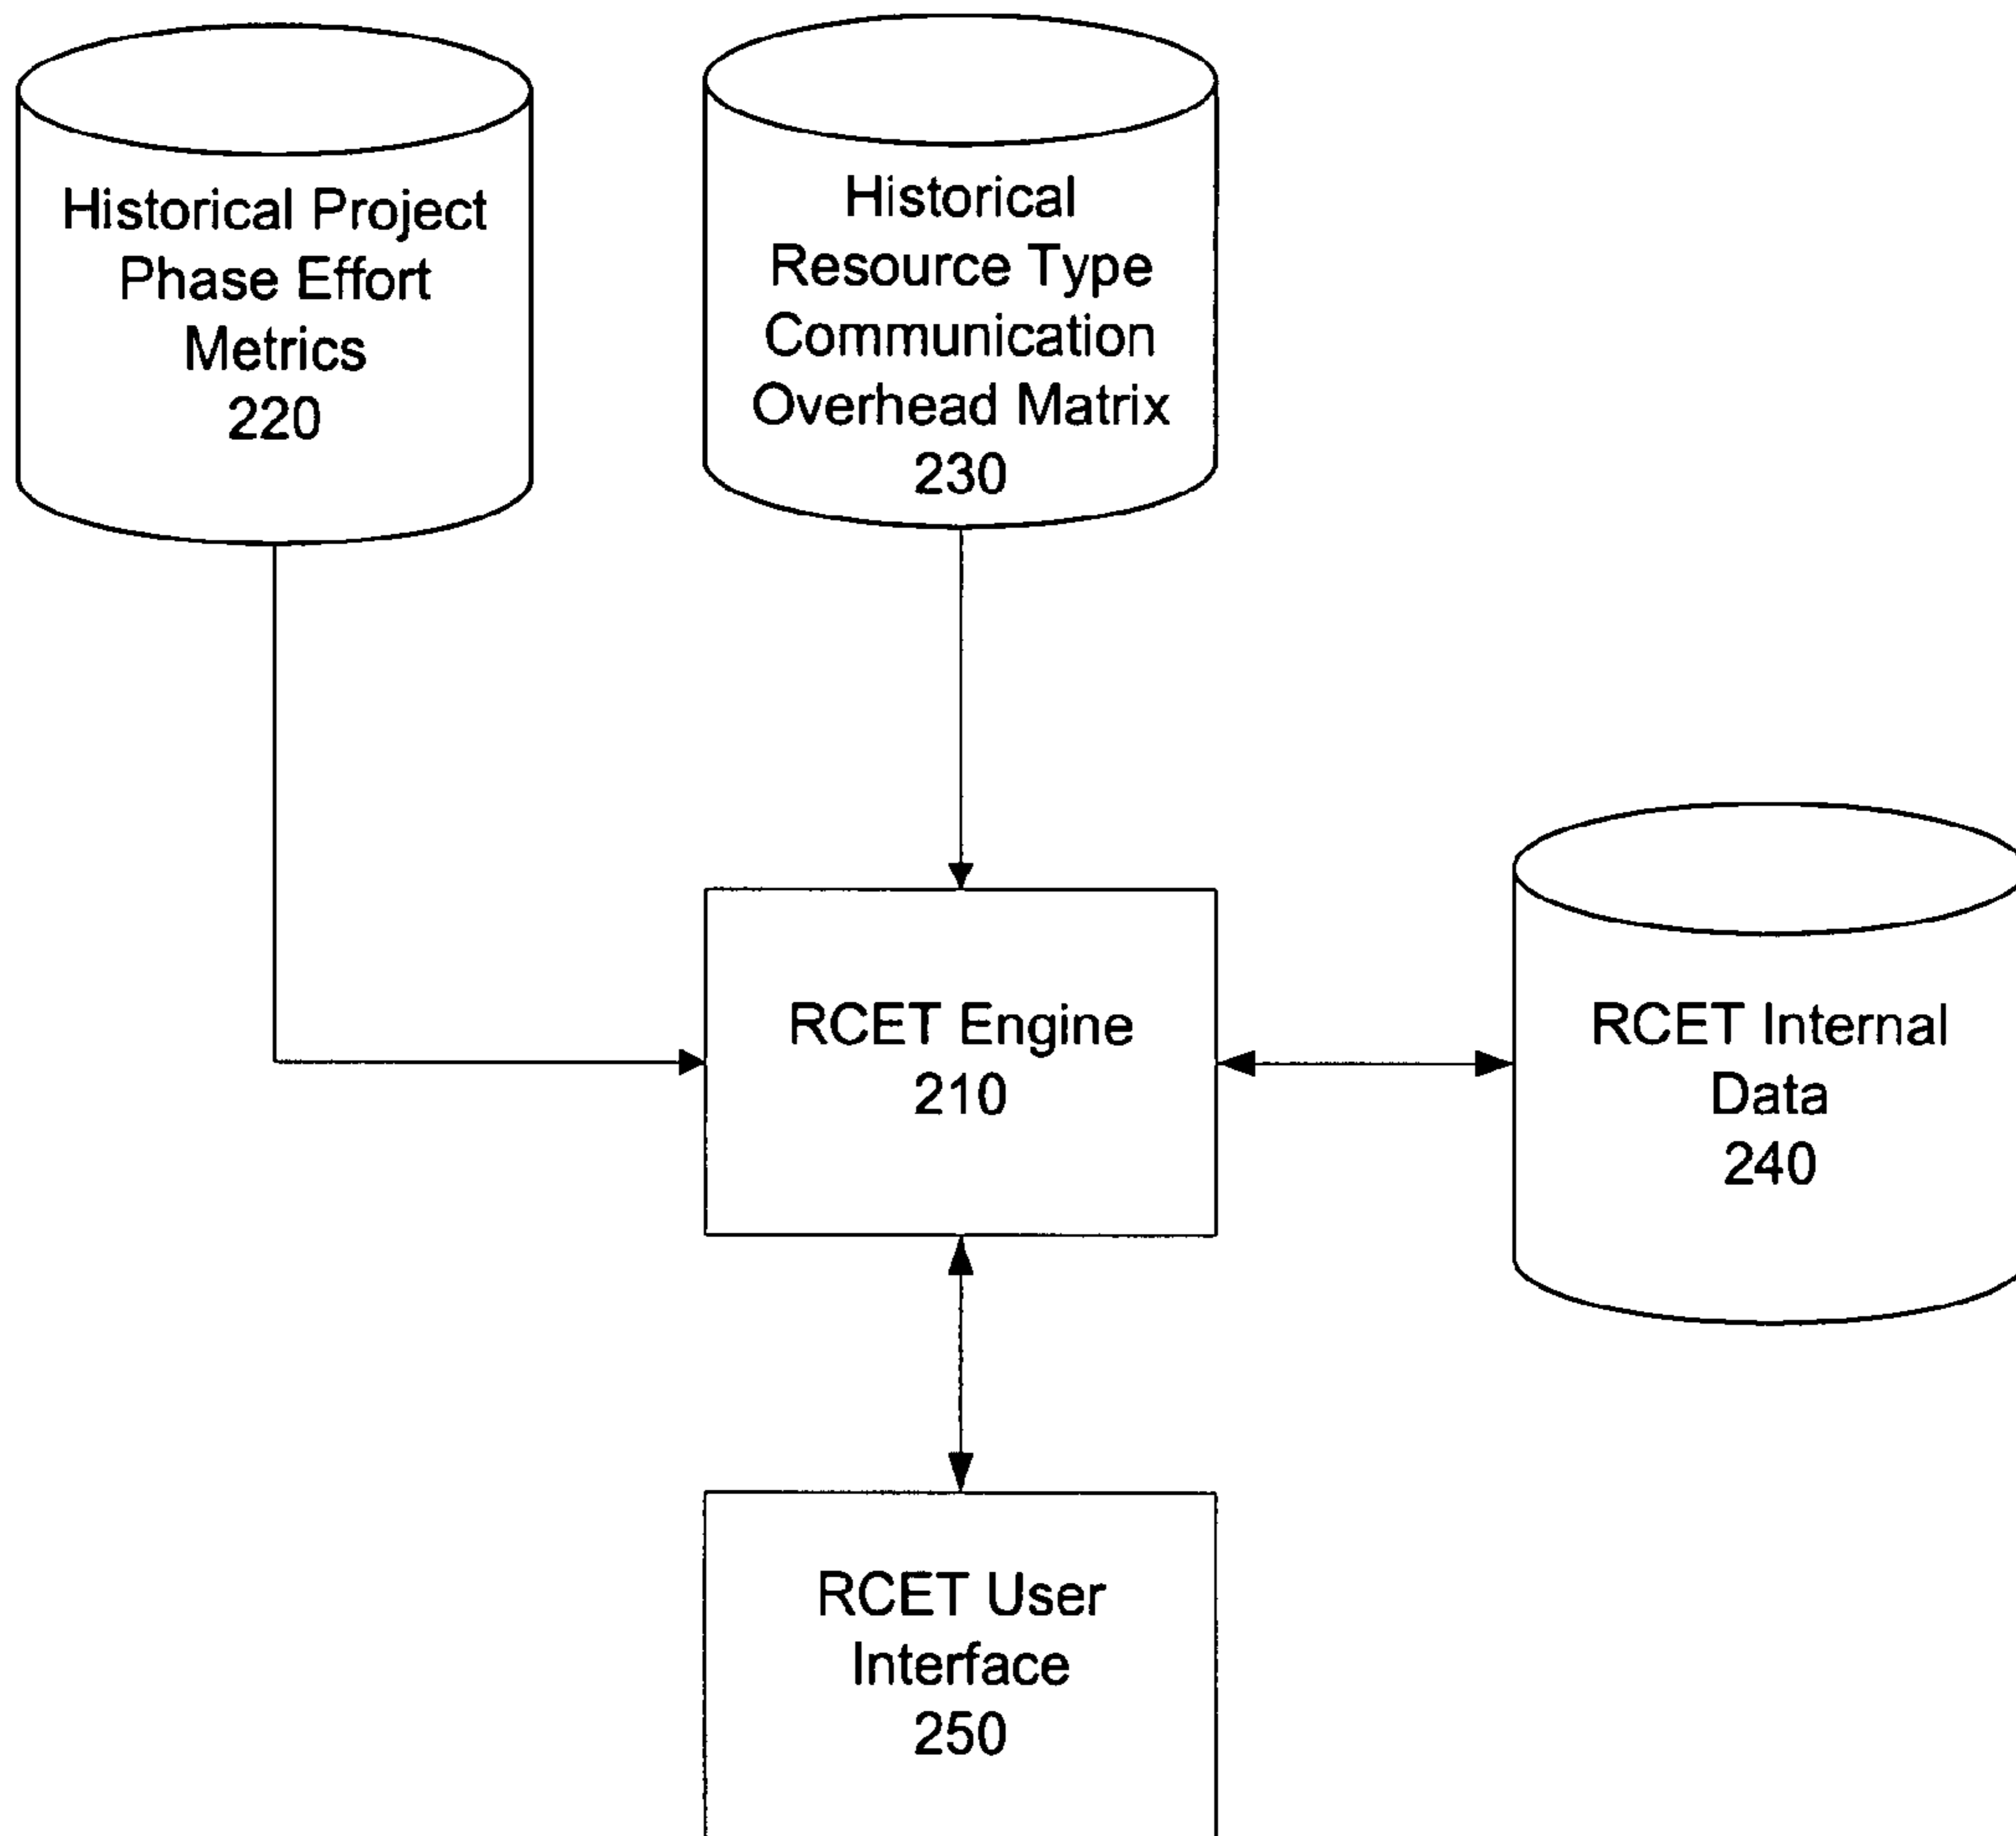 Historical Project
Phase Effort
Metrics
220
Historical
Resource Type
Communication
Overhead Matrix
230
RCET Engine
210
RCET Internal
Data
240
RCET User
Interface
250